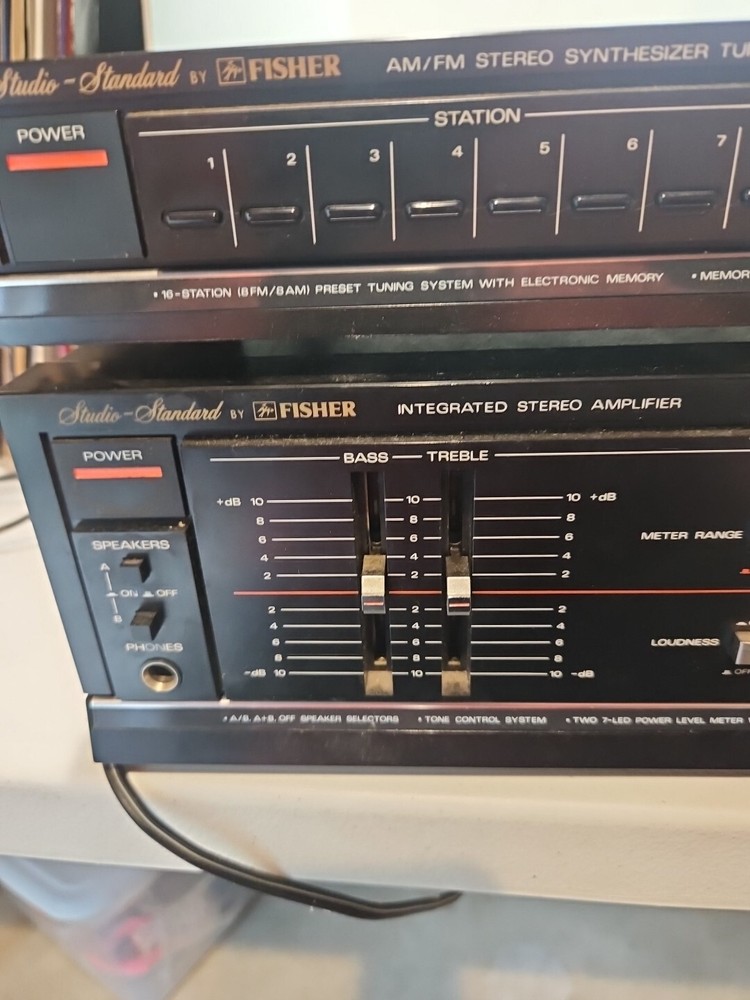 Studio-Standard BY FISHER AM/FM STEREO SYNTHESIZER
POWER
STATION
1 2 3 4 5 6 7
• 16-STATION (8FM/8AM) PRESET TUNING SYSTEM WITH ELECTRONIC MEMORY
Studio-Standard BY FISHER INTEGRATED STEREO AMPLIFIER
POWER
BASS TREBLE
+dB 10 10 10 +dB
8 8 8
6 6 6
4 4 4
2 2 2
2 2 2
4 4 4
6 6 6
8 8 8
-dB 10 10 10 -dB
METER RANGE
SPEAKERS
A
ON OFF
B
PHONES
LOUDNESS
• A/B, A+B, OFF SPEAKER SELECTORS • TONE CONTROL SYSTEM • TWO 7-LED POWER LEVEL METER